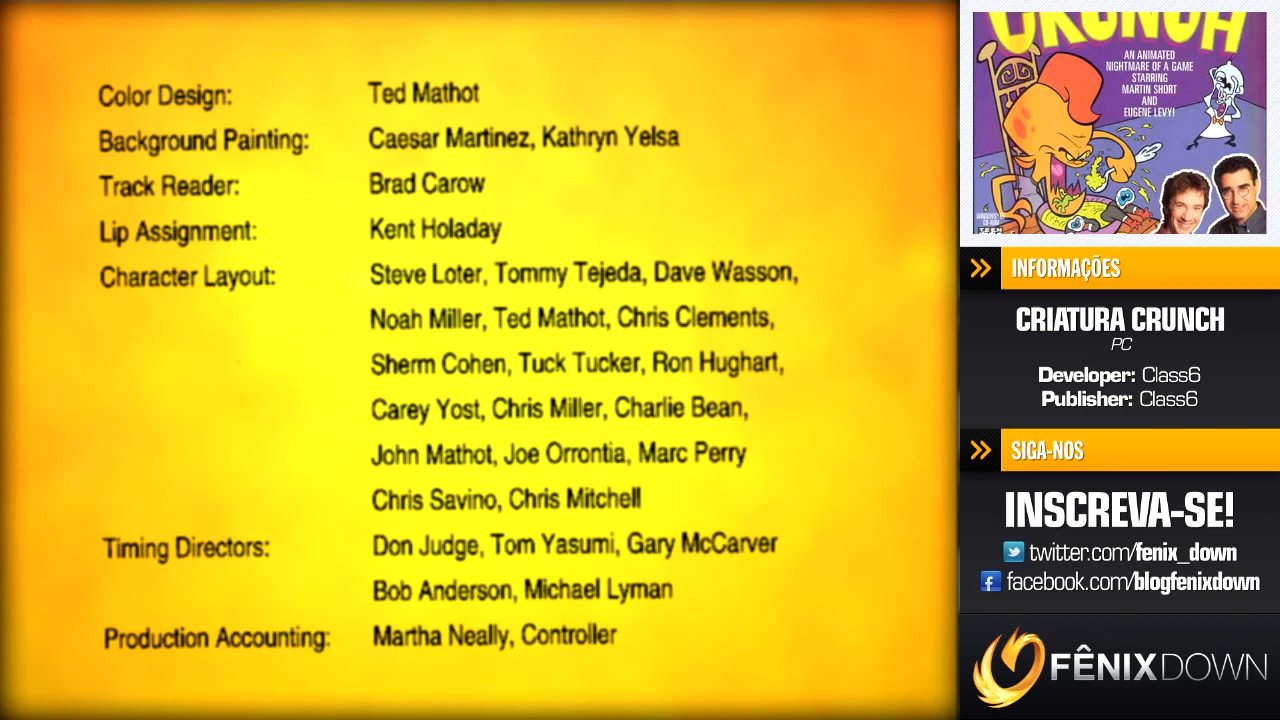 Color Design: Ted Mathot
Background Painting: Caesar Martinez, Kathryn Yelsa
Track Reader: Brad Carow
Lip Assignment: Kent Holaday
Character Layout: Steve Loter, Tommy Tejeda, Dave Wasson,
Noah Miller, Ted Mathot, Chris Clements,
Sherm Cohen, Tuck Tucker, Ron Hughart,
Carey Yost, Chris Miller, Charlie Bean,
John Mathot, Joe Orrontia, Marc Perry
Chris Savino, Chris Mitchell
Timing Directors: Don Judge, Tom Yasumi, Gary McCarver
Bob Anderson, Michael Lyman
Production Accounting: Martha Neally, Controller
CRUNCH
AN ANIMATED
NIGHTMARE OF A GAME
STARRING
MARTIN SHORT
AND
EUGENE LEVY!
WINDOWS
CD-ROM
INFORMAÇÕES
CRIATURA CRUNCH
PC
Developer: Class6
Publisher: Class6
SIGA-NOS
INSCREVA-SE!
twitter.com/fenix_down
facebook.com/blogfenixdown
FÊNIXDOWN